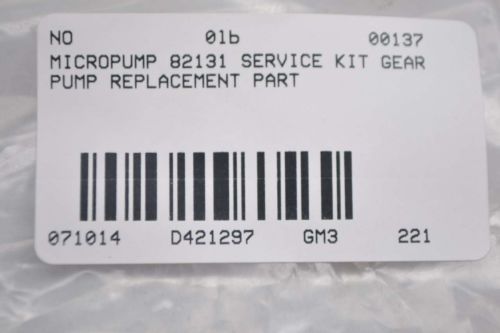 NO 01b 00137
MICROPUMP 82131 SERVICE KIT GEAR
PUMP REPLACEMENT PART
071014 D421297 GM3 221